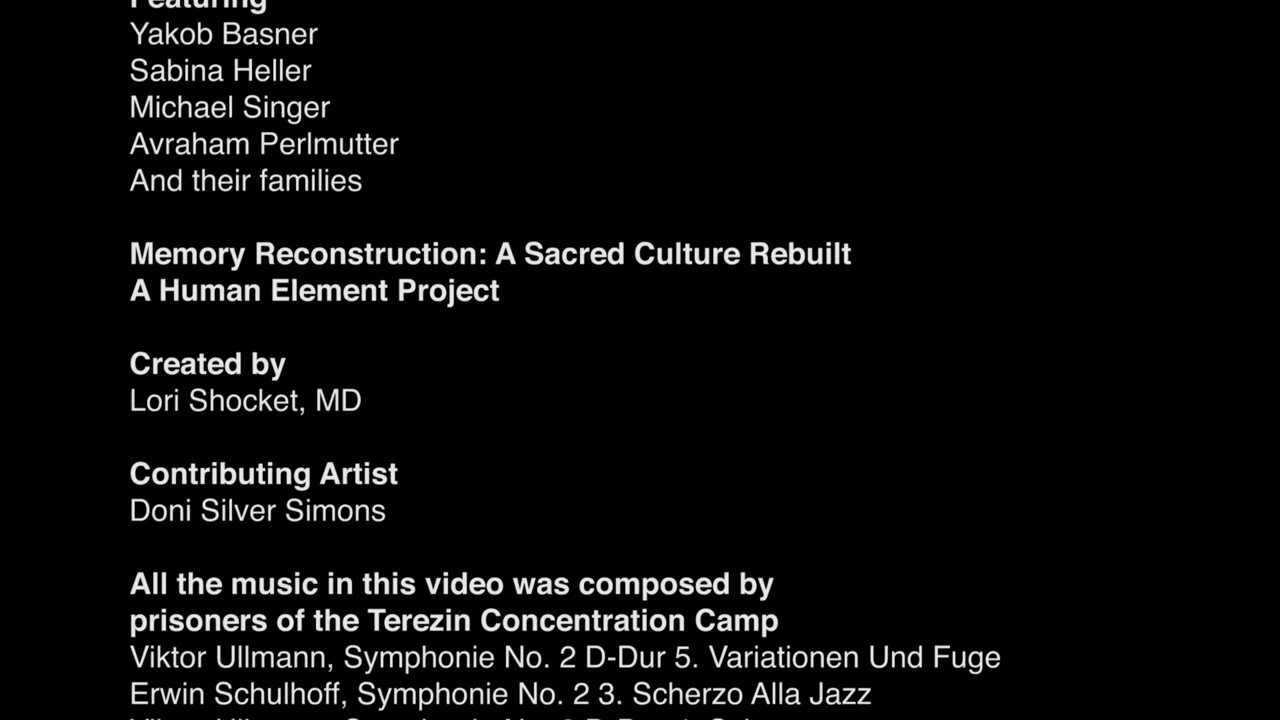 Featuring
Yakob Basner
Sabina Heller
Michael Singer
Avraham Perlmutter
And their families
Memory Reconstruction: A Sacred Culture Rebuilt
A Human Element Project
Created by
Lori Shocket, MD
Contributing Artist
Doni Silver Simons
All the music in this video was composed by
prisoners of the Terezin Concentration Camp
Viktor Ullmann, Symphonie No. 2 D-Dur 5. Variationen Und Fuge
Erwin Schulhoff, Symphonie No. 2 3. Scherzo Alla Jazz